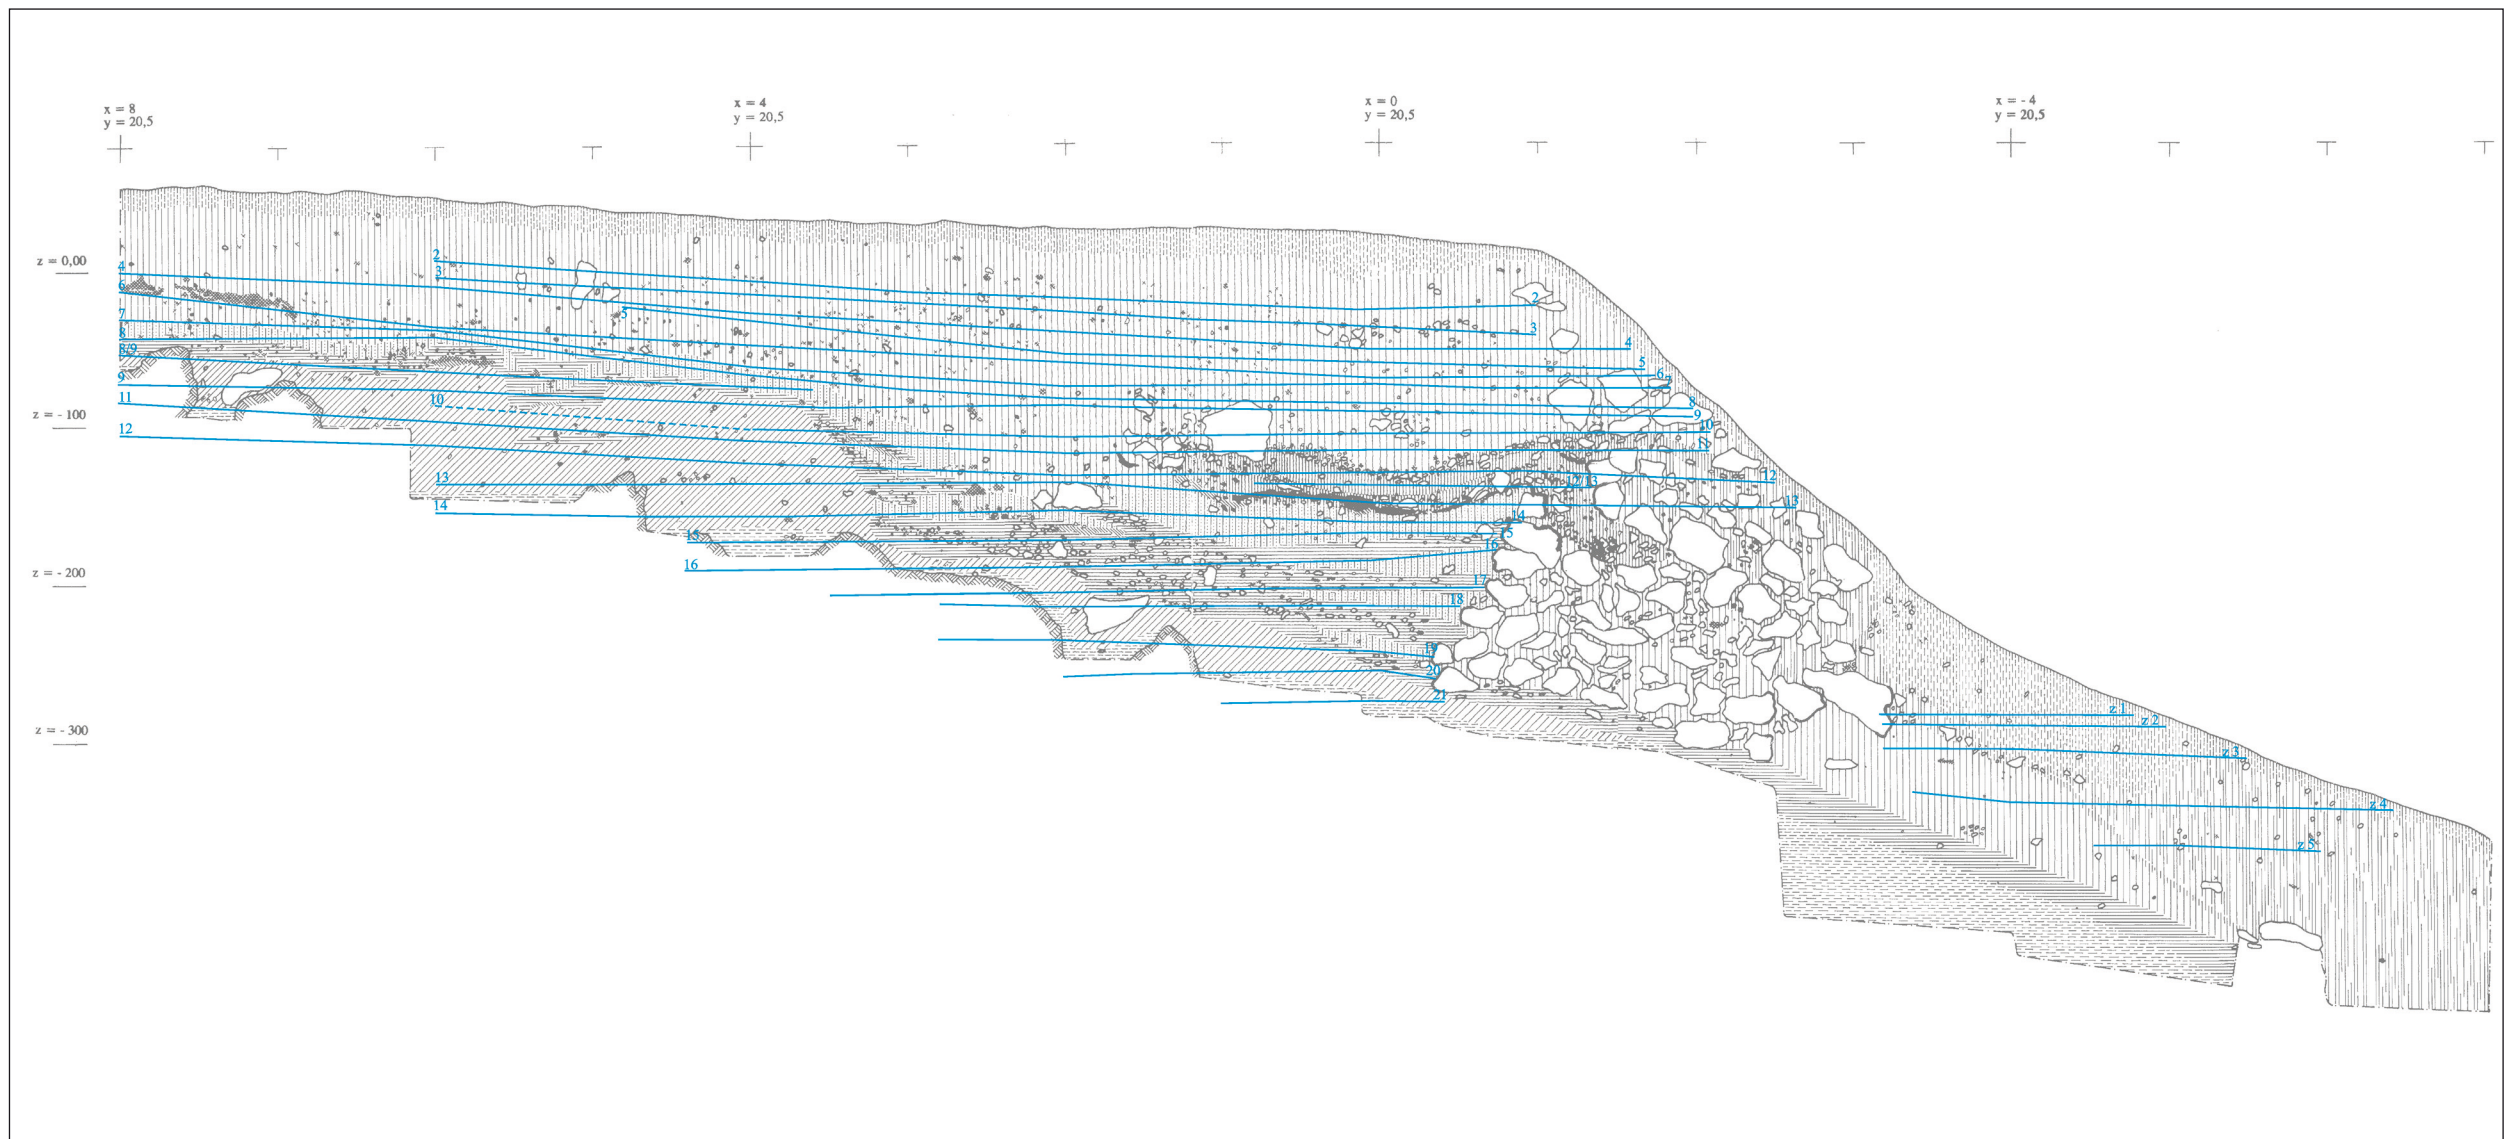 x = 8
y = 20,5
x = 4
y = 20,5
x = 0
y = 20,5
x = - 4
y = 20,5
z = 0,00
z = - 100
z = - 200
z = - 300
2
3
4
6
5
7
8
8/9
9
10
11
12
13
14
15
16
2
3
4
5
6
7
8
9
10
11
12
12/13
13
14
15
16
17
18
19
20
21
z 1
z 2
z 3
z 4
z 5